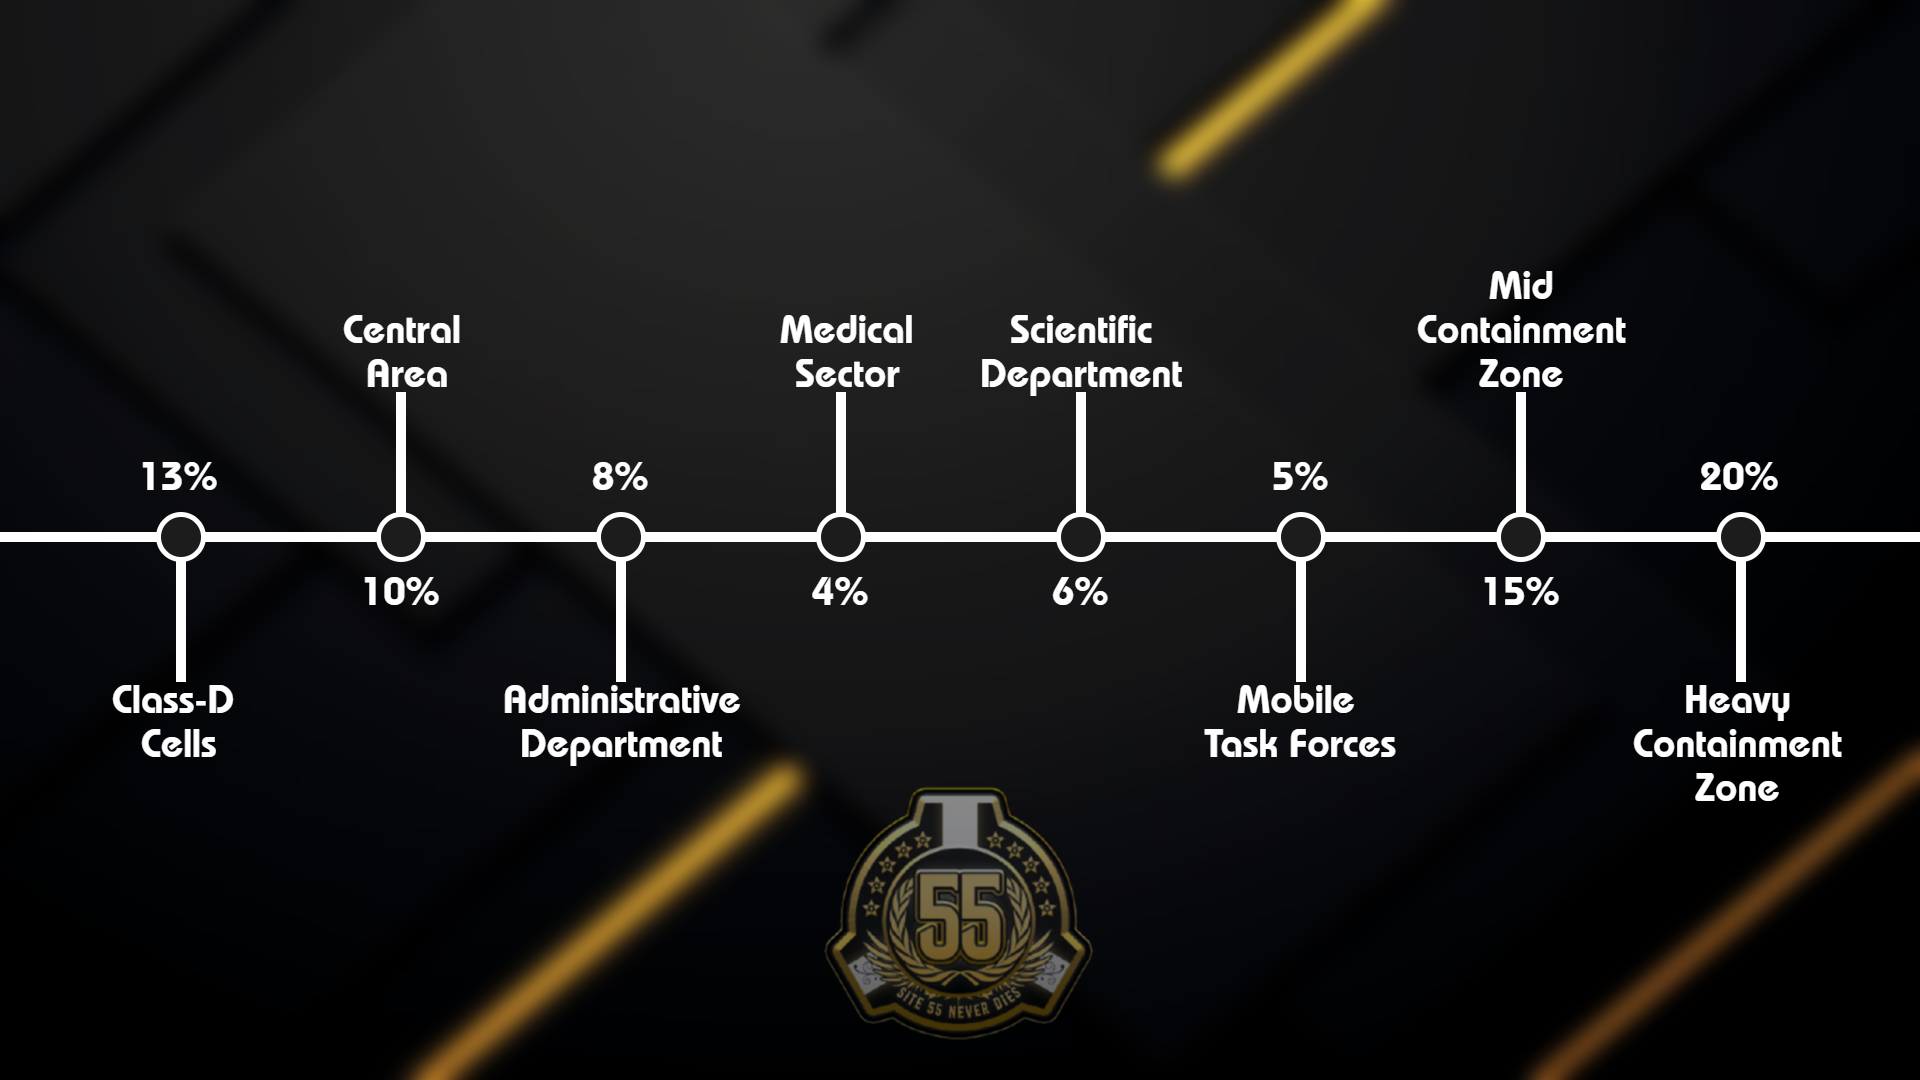 Mid
Central
Area
Medical
Sector
Scientific
Department
Containment
Zone
13%
8%
5%
20%
10%
4%
6%
15%
Class-D
Cells
Administrative
Department
Mobile
Task Forces
Heavy
Containment
Zone
55
SITE 55 NEVER DIES